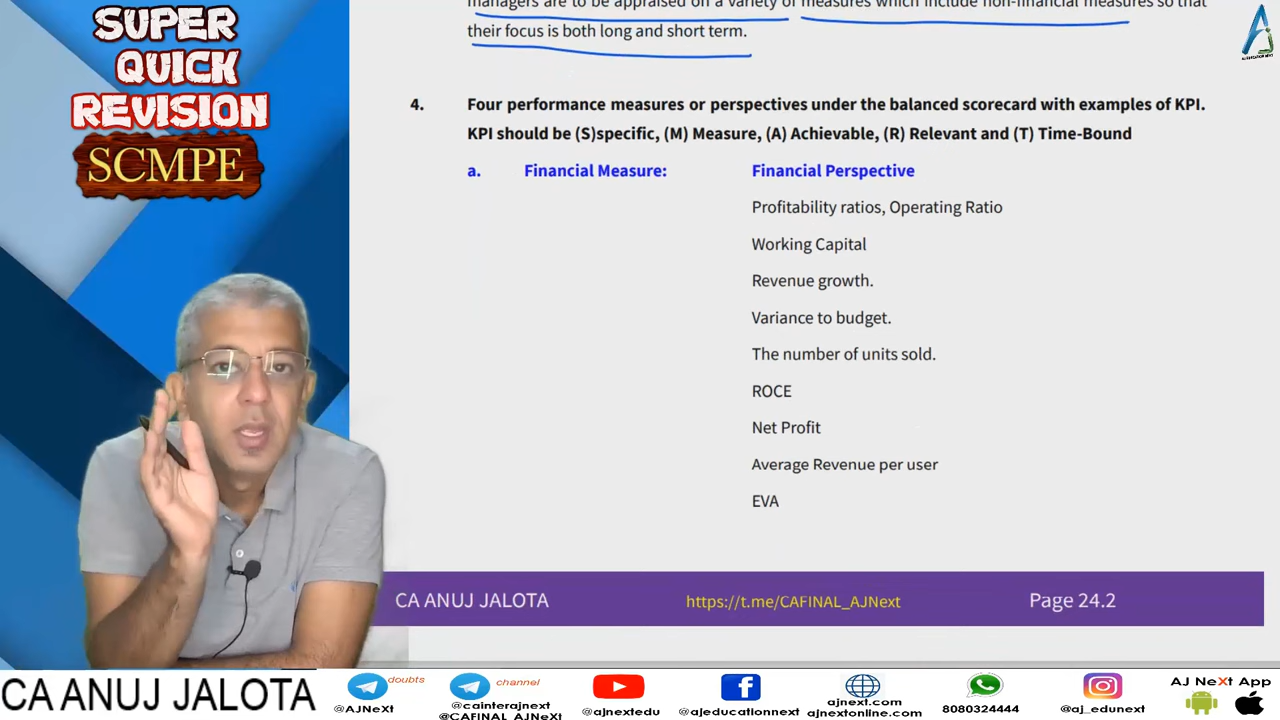 SUPER
QUICK
REVISION
SCMPE
managers are to be appraised on a variety of measures which include non-financial measures so that
their focus is both long and short term.
4. Four performance measures or perspectives under the balanced scorecard with examples of KPI.
KPI should be (S)specific, (M) Measure, (A) Achievable, (R) Relevant and (T) Time-Bound
a. Financial Measure: Financial Perspective
Profitability ratios, Operating Ratio
Working Capital
Revenue growth.
Variance to budget.
The number of units sold.
ROCE
Net Profit
Average Revenue per user
EVA
CA ANUJ JALOTA https://t.me/CAFINAL_AJNext Page 24.2
CA ANUJ JALOTA
doubts
@AJNeXt
channel
@cainterajnext
@CAFINAL_AJNeXt
@ajnextedu
@ajeducationnext
ajnext.com
ajnextonline.com
8080324444
@aj_edunext
AJ NeXt App